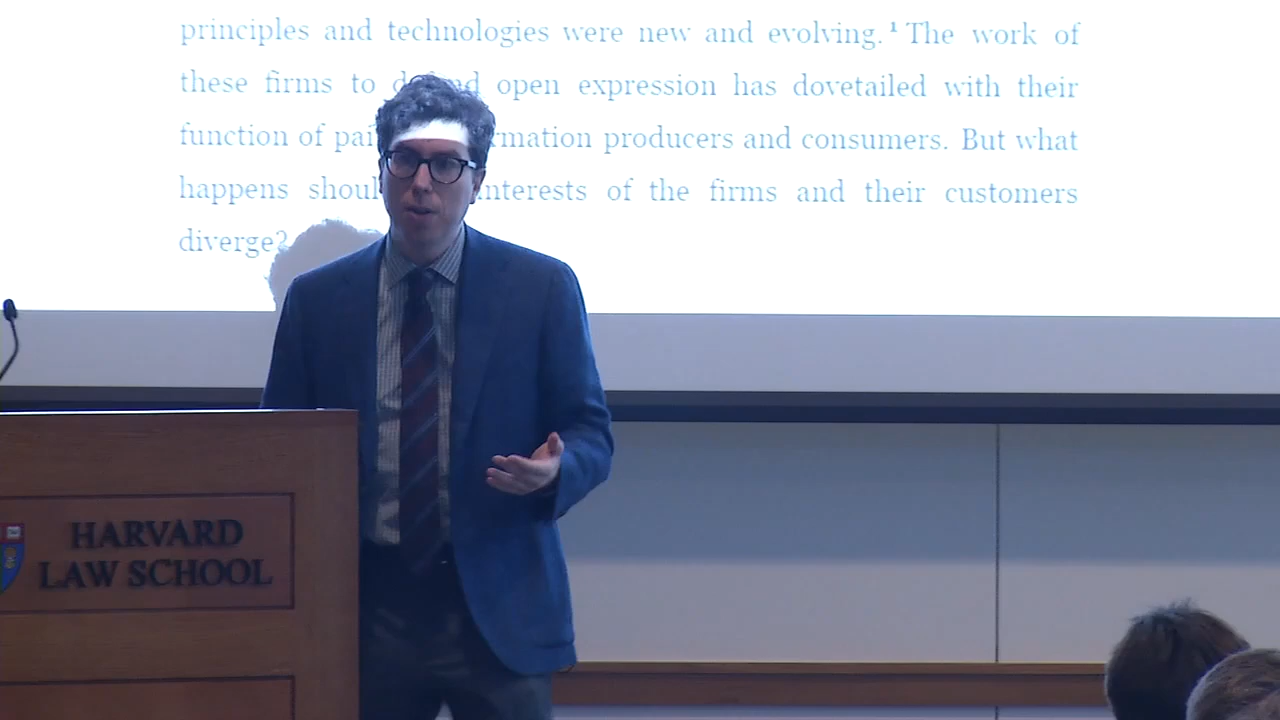 principles and technologies were new and evolving.¹ The work of
these firms to open expression has dovetailed with their
function of producers and consumers. But what
happens interests of the firms and their customers
diverge?
HARVARD
LAW SCHOOL